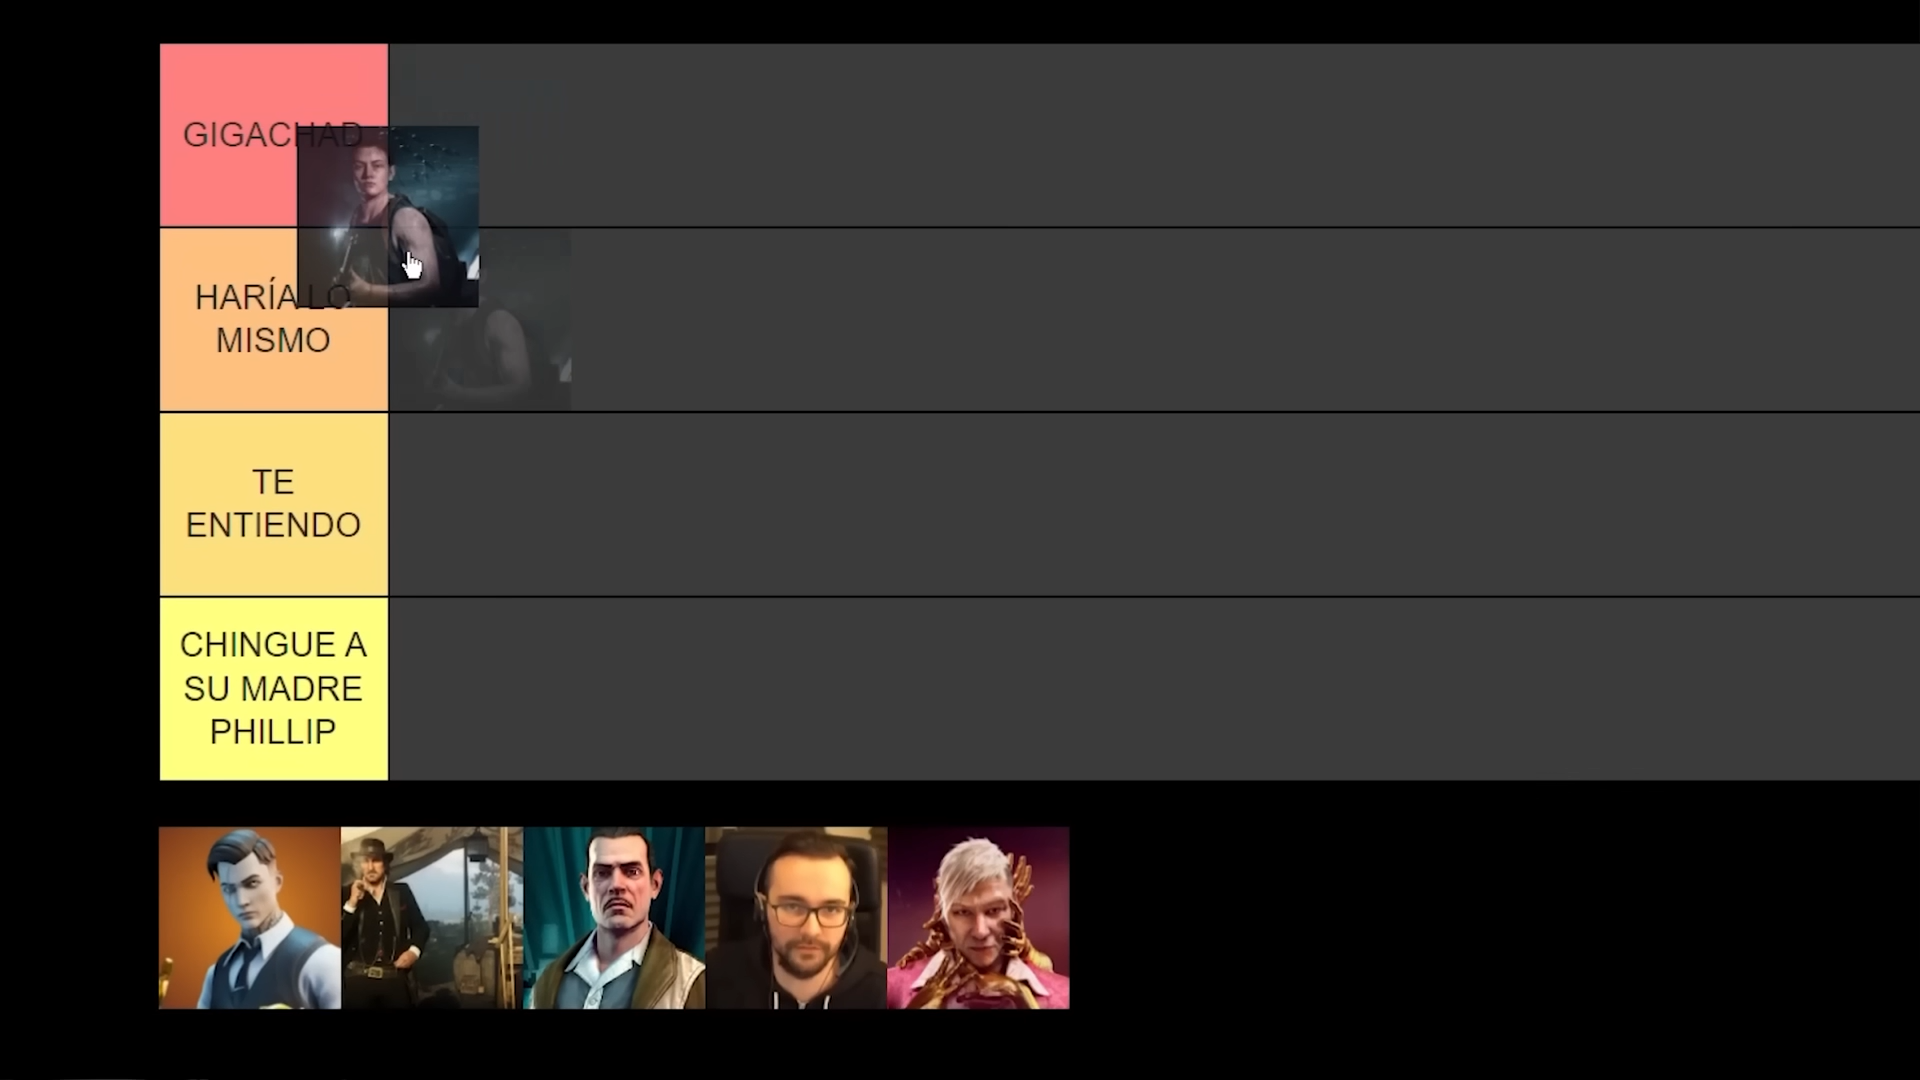 GIGACHAD
HARÍA LO
MISMO
TE
ENTIENDO
CHINGUE A
SU MADRE
PHILLIP